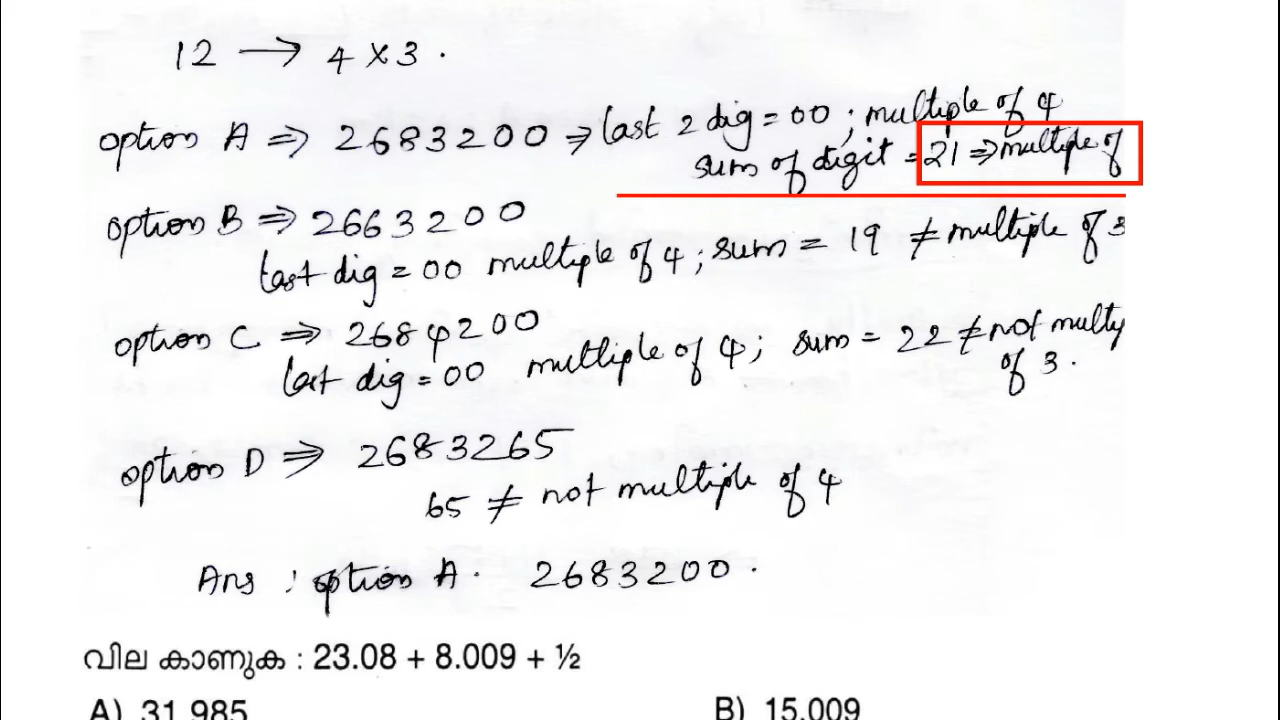 12 → 4 × 3 .
option A ⇒ 2683200 ⇒ last 2 dig = 00 ; multiple of 4
sum of digit = 21 ⇒ multiple of
option B ⇒ 2663200
last dig = 00 multiple of 4 ; sum = 19 ≠ multiple of 3
option C ⇒ 2684200
last dig = 00 multiple of 4 ; sum = 22 ≠ not multip
of 3 .
option D ⇒ 2683265
65 ≠ not multiple of 4
Ans : option A . 2683200 .
വില കാണുക : 23.08 + 8.009 + ½
A) 31.985 B) 15.009